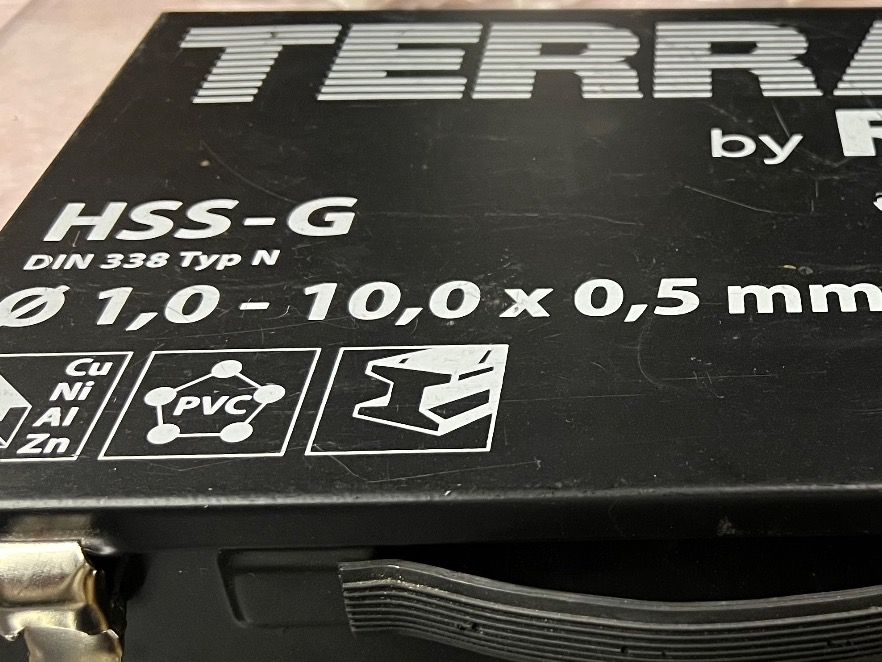 TERRA
by
HSS-G
DIN 338 Typ N
Ø 1,0 - 10,0 x 0,5 mm
Cu
Ni
Al
Zn
PVC